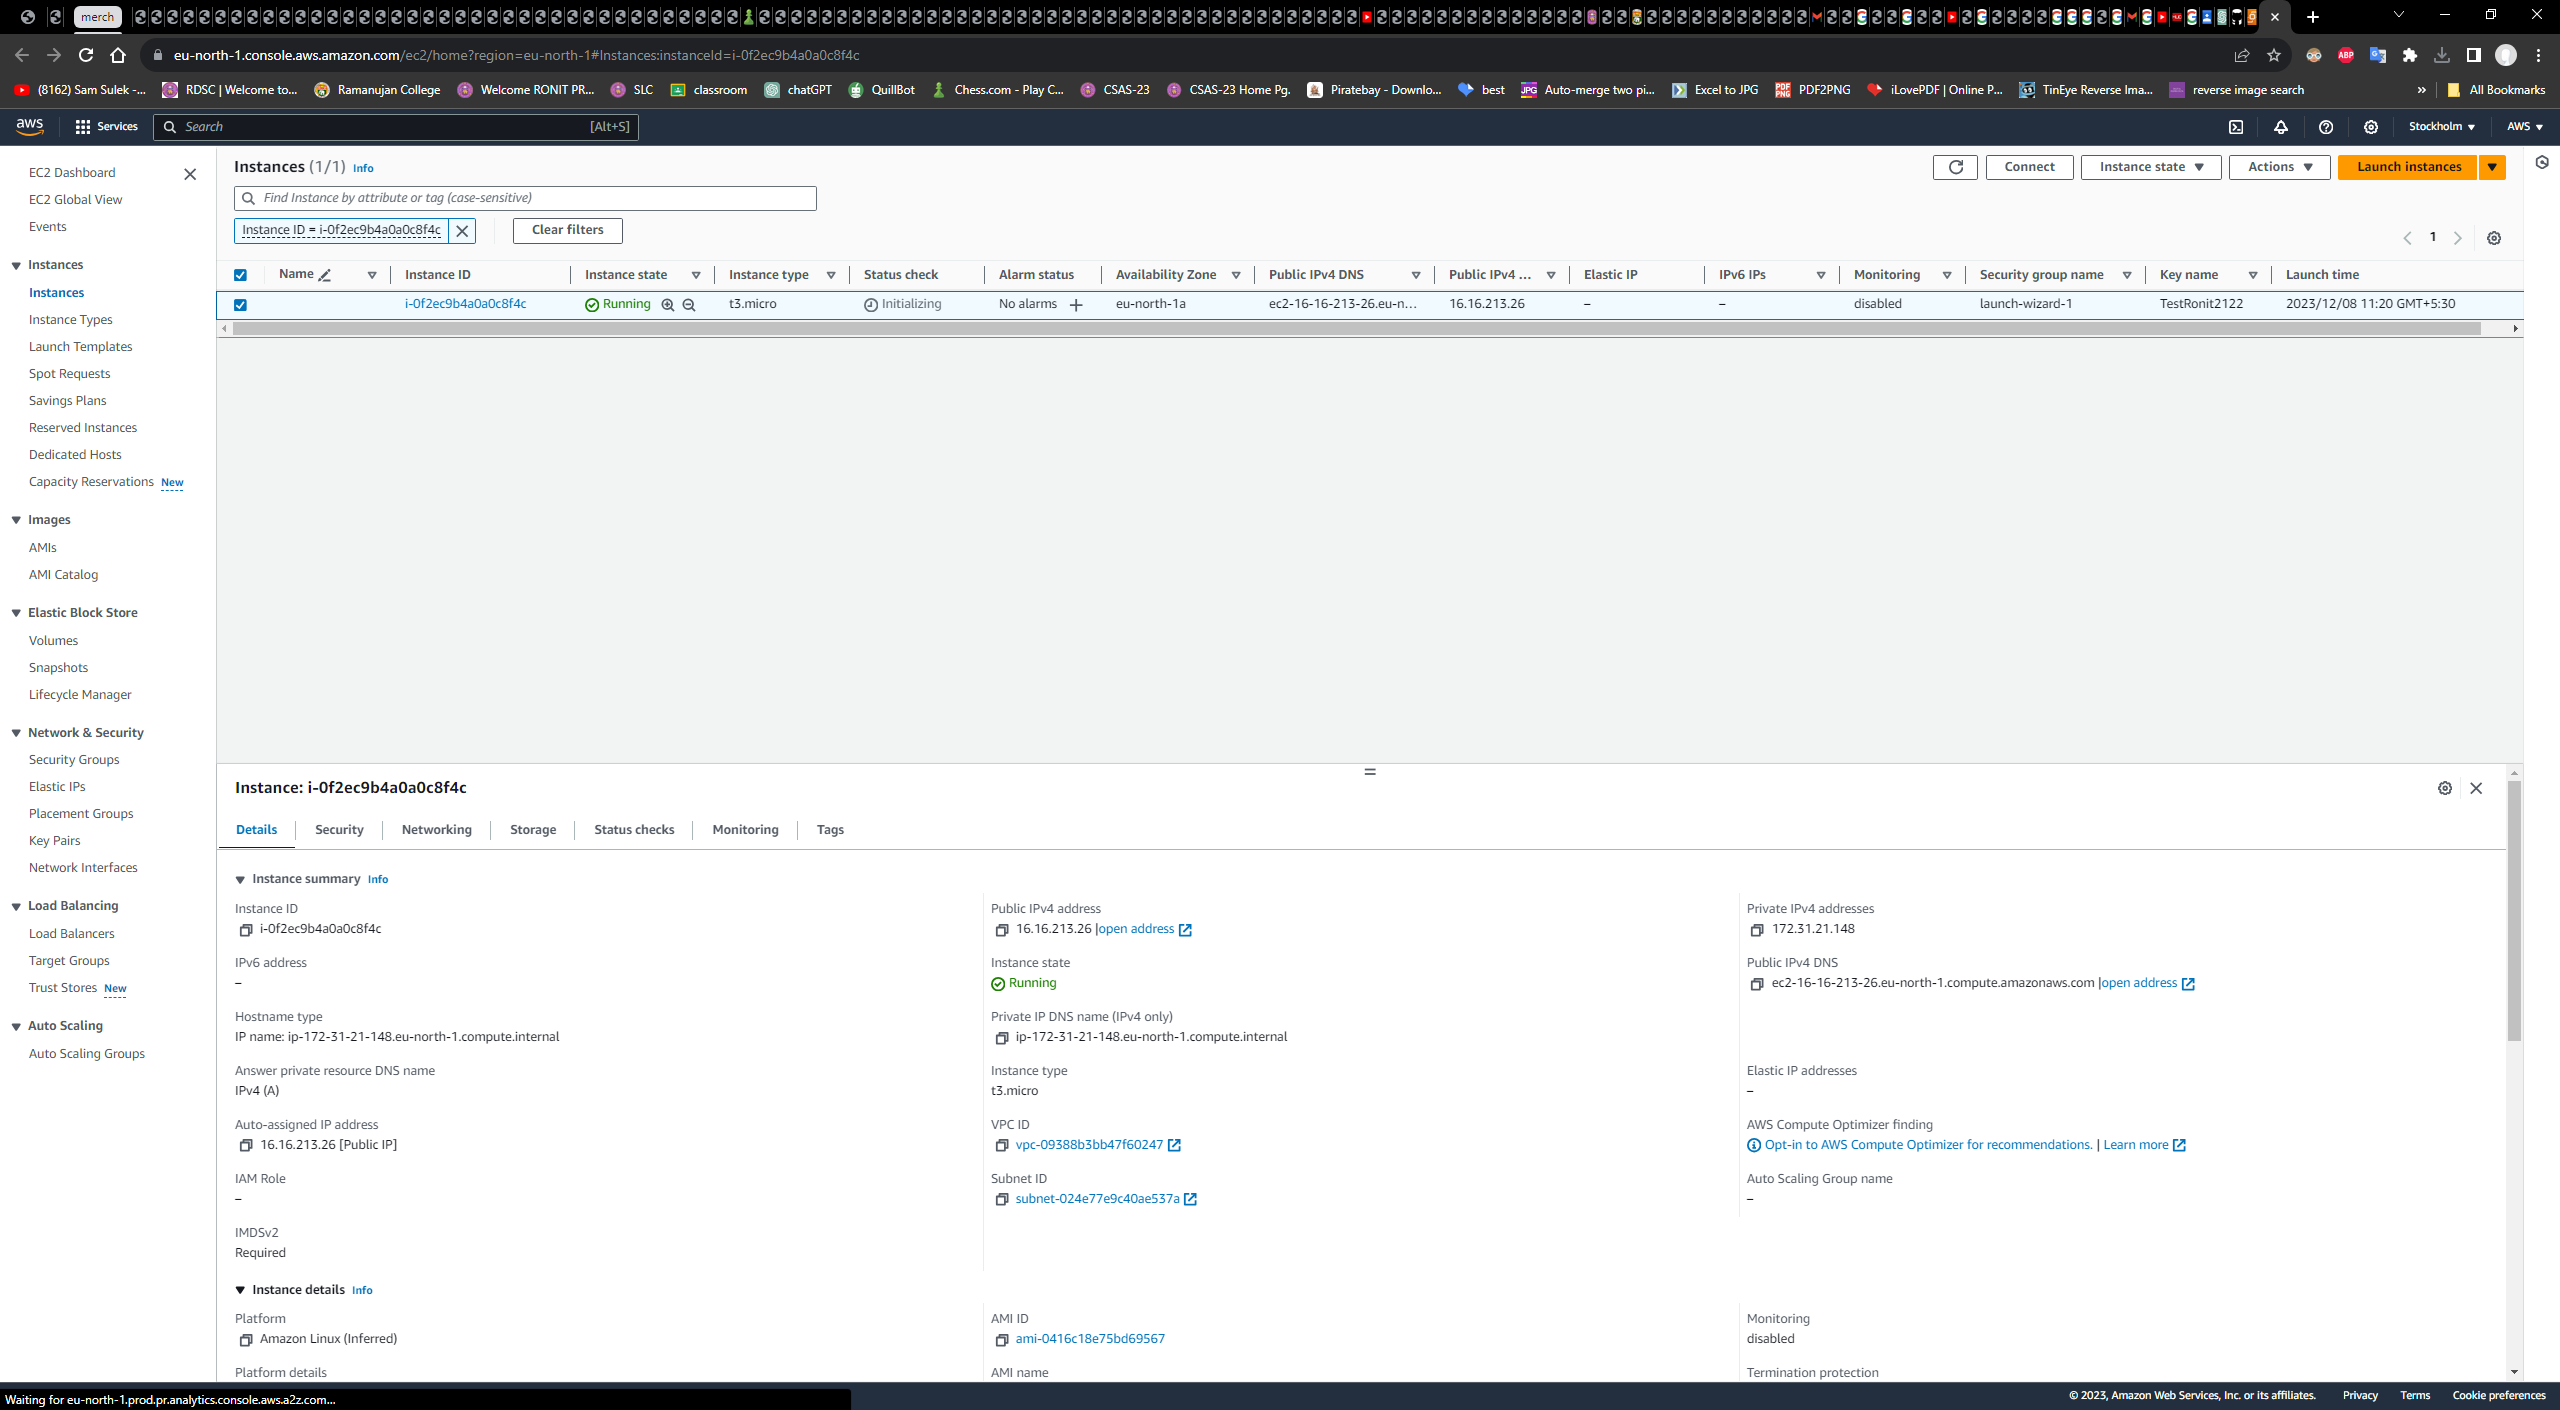 merch
eu-north-1.console.aws.amazon.com/ec2/home?region=eu-north-1#Instances:instanceId=i-0f2ec9b4a0a0c8f4c
(8162) Sam Sulek -... RDSC | Welcome to... Ramanujan College Welcome RONIT PR... SLC classroom chatGPT QuillBot Chess.com - Play C... CSAS-23 CSAS-23 Home Pg. Piratebay - Downlo... best Auto-merge two pi... Excel to JPG PDF2PNG iLovePDF | Online P... TinEye Reverse Ima... reverse image search » All Bookmarks
aws Services Search [Alt+S] Stockholm AWS
EC2 Dashboard
EC2 Global View
Events
Instances
Instances
Instance Types
Launch Templates
Spot Requests
Savings Plans
Reserved Instances
Dedicated Hosts
Capacity Reservations New
Images
AMIs
AMI Catalog
Elastic Block Store
Volumes
Snapshots
Lifecycle Manager
Network & Security
Security Groups
Elastic IPs
Placement Groups
Key Pairs
Network Interfaces
Load Balancing
Load Balancers
Target Groups
Trust Stores New
Auto Scaling
Auto Scaling Groups
Instances (1/1) Info Connect Instance state Actions Launch instances
Find Instance by attribute or tag (case-sensitive)
Instance ID = i-0f2ec9b4a0a0c8f4c Clear filters 1
Name Instance ID Instance state Instance type Status check Alarm status Availability Zone Public IPv4 DNS Public IPv4 ... Elastic IP IPv6 IPs Monitoring Security group name Key name Launch time
i-0f2ec9b4a0a0c8f4c Running t3.micro Initializing No alarms eu-north-1a ec2-16-16-213-26.eu-n... 16.16.213.26 – – disabled launch-wizard-1 TestRonit2122 2023/12/08 11:20 GMT+5:30
Instance: i-0f2ec9b4a0a0c8f4c
Details Security Networking Storage Status checks Monitoring Tags
Instance summary Info
Instance ID Public IPv4 address Private IPv4 addresses
i-0f2ec9b4a0a0c8f4c 16.16.213.26 |open address 172.31.21.148
IPv6 address Instance state Public IPv4 DNS
– Running ec2-16-16-213-26.eu-north-1.compute.amazonaws.com |open address
Hostname type Private IP DNS name (IPv4 only)
IP name: ip-172-31-21-148.eu-north-1.compute.internal ip-172-31-21-148.eu-north-1.compute.internal
Answer private resource DNS name Instance type Elastic IP addresses
IPv4 (A) t3.micro –
Auto-assigned IP address VPC ID AWS Compute Optimizer finding
16.16.213.26 [Public IP] vpc-09388b3bb47f60247 Opt-in to AWS Compute Optimizer for recommendations. | Learn more
IAM Role Subnet ID Auto Scaling Group name
– subnet-024e77e9c40ae537a –
IMDSv2
Required
Instance details Info
Platform AMI ID Monitoring
Amazon Linux (Inferred) ami-0416c18e75bd69567 disabled
Platform details AMI name Termination protection
Waiting for eu-north-1.prod.pr.analytics.console.aws.a2z.com... © 2023, Amazon Web Services, Inc. or its affiliates. Privacy Terms Cookie preferences